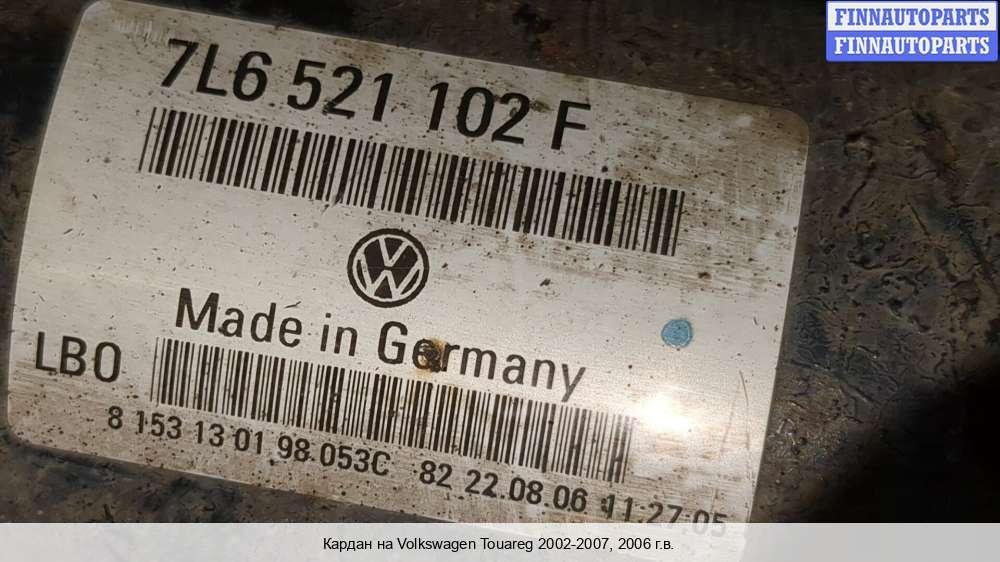 FINNAUTOPARTS
FINNAUTOPARTS
7L6 521 102 F
Made in Germany
LBO
8 153 13 01 98.053C 82 22.08.06 11:27:05
Кардан на Volkswagen Touareg 2002-2007, 2006 г.в.